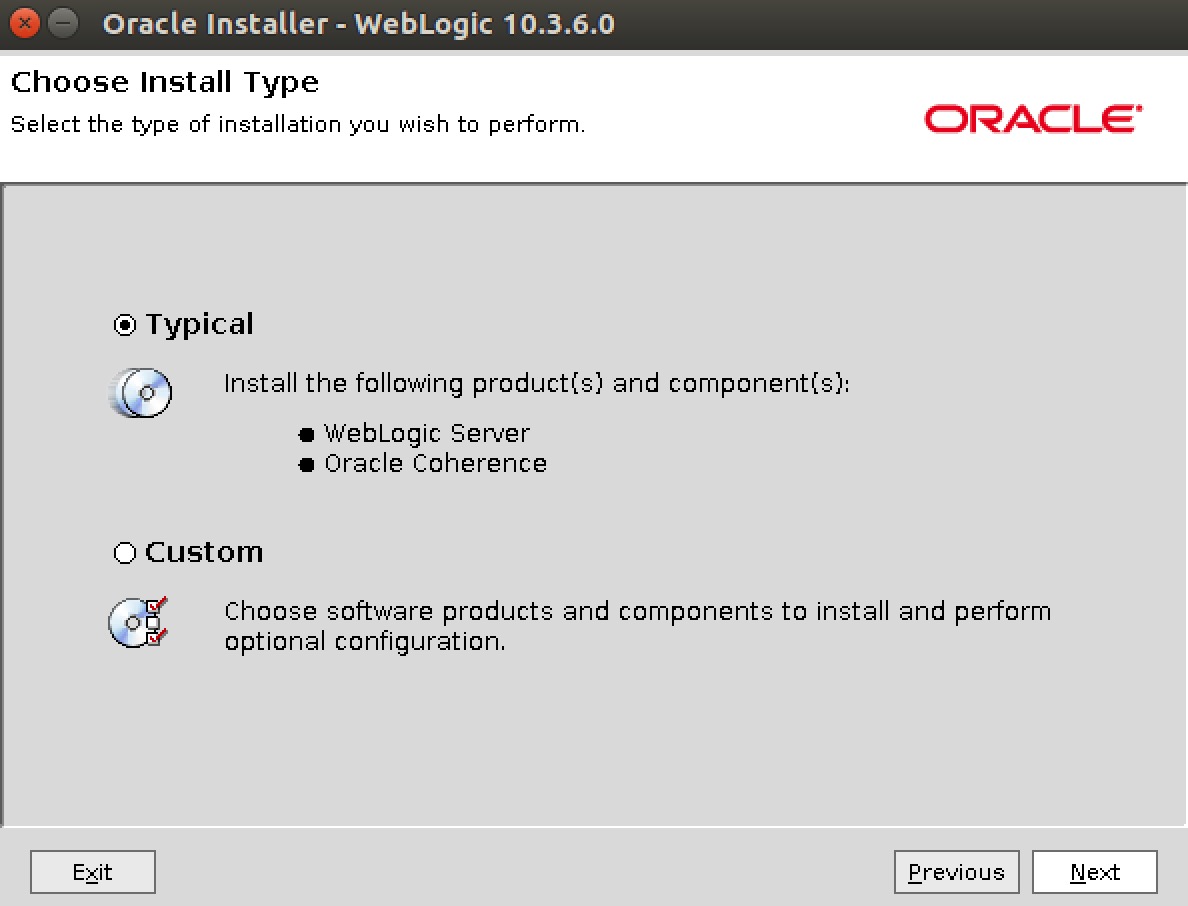 Oracle Installer - WebLogic 10.3.6.0
Choose Install Type
Select the type of installation you wish to perform.
ORACLE
Typical
Install the following product(s) and component(s):
● WebLogic Server
● Oracle Coherence
Custom
Choose software products and components to install and perform
optional configuration.
Exit
Previous
Next